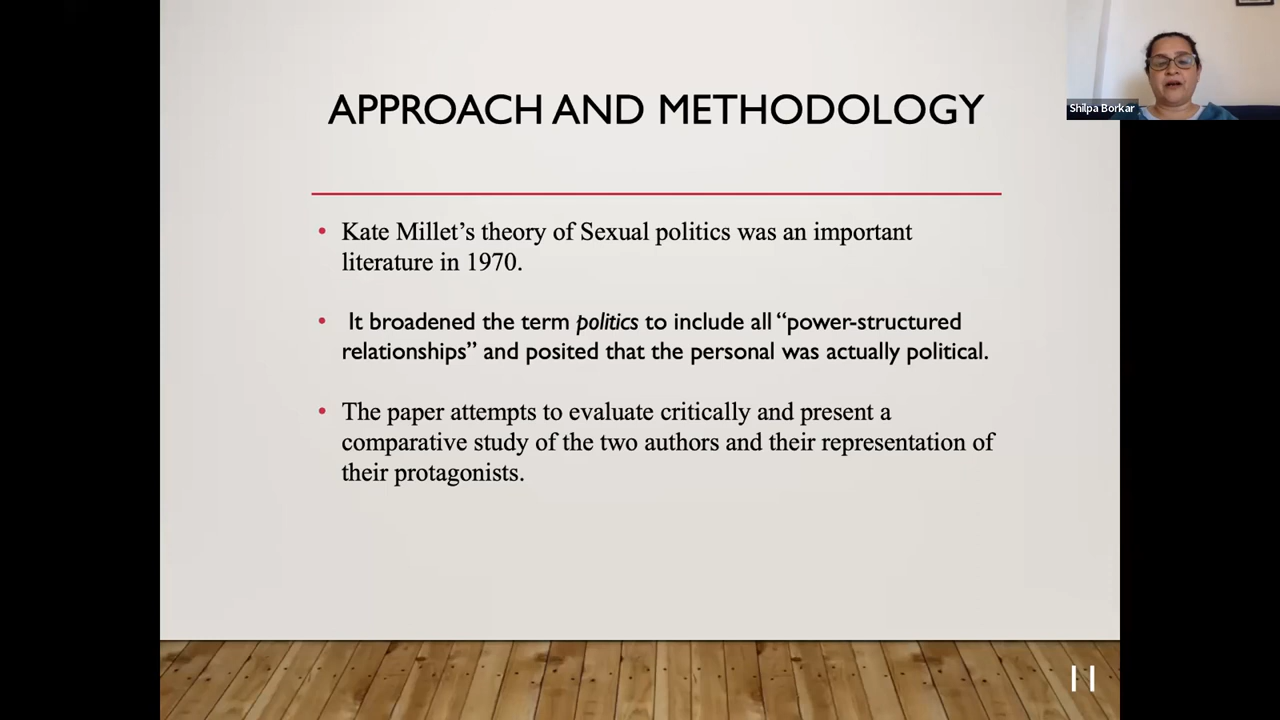 APPROACH AND METHODOLOGY
Shilpa Borkar
• Kate Millet’s theory of Sexual politics was an important
literature in 1970.
• It broadened the term politics to include all “power-structured
relationships” and posited that the personal was actually political.
• The paper attempts to evaluate critically and present a
comparative study of the two authors and their representation of
their protagonists.
11